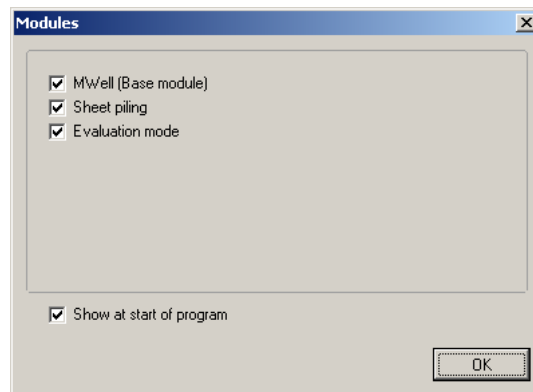 Modules
MWell (Base module)
Sheet piling
Evaluation mode
Show at start of program
OK